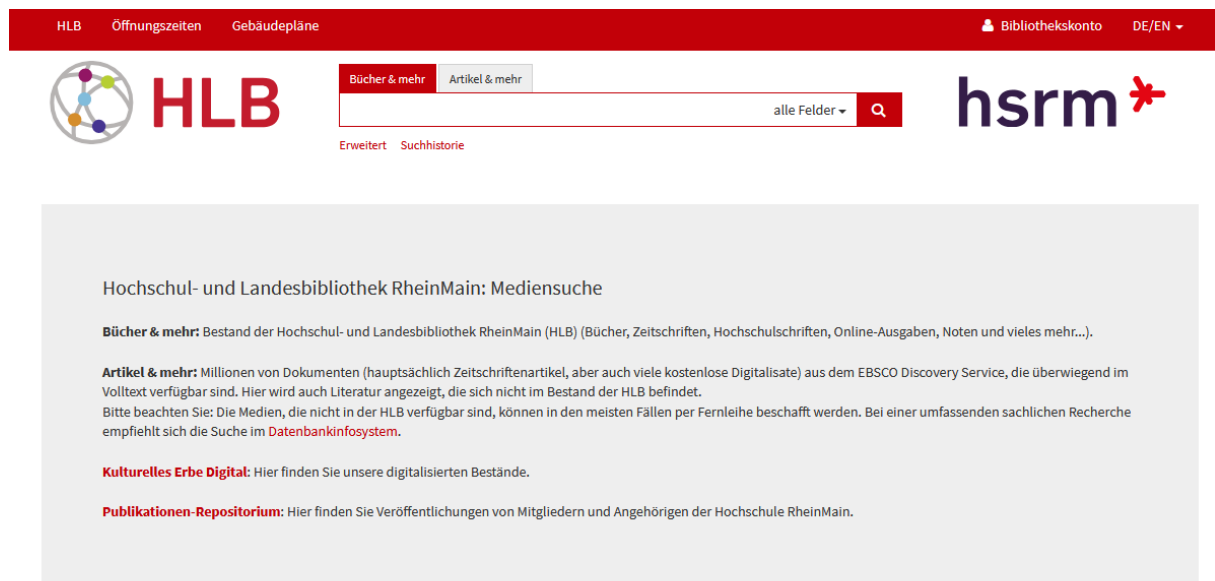 HLB Öffnungszeiten Gebäudepläne Bibliothekskonto DE/EN
HLB
Bücher & mehr Artikel & mehr
alle Felder
Erweitert Suchhistorie
hsrm
Hochschul- und Landesbibliothek RheinMain: Mediensuche
Bücher & mehr: Bestand der Hochschul- und Landesbibliothek RheinMain (HLB) (Bücher, Zeitschriften, Hochschulschriften, Online-Ausgaben, Noten und vieles mehr...).
Artikel & mehr: Millionen von Dokumenten (hauptsächlich Zeitschriftenartikel, aber auch viele kostenlose Digitalisate) aus dem EBSCO Discovery Service, die überwiegend im
Volltext verfügbar sind. Hier wird auch Literatur angezeigt, die sich nicht im Bestand der HLB befindet.
Bitte beachten Sie: Die Medien, die nicht in der HLB verfügbar sind, können in den meisten Fällen per Fernleihe beschafft werden. Bei einer umfassenden sachlichen Recherche
empfiehlt sich die Suche im Datenbankinfosystem.
Kulturelles Erbe Digital: Hier finden Sie unsere digitalisierten Bestände.
Publikationen-Repositorium: Hier finden Sie Veröffentlichungen von Mitgliedern und Angehörigen der Hochschule RheinMain.